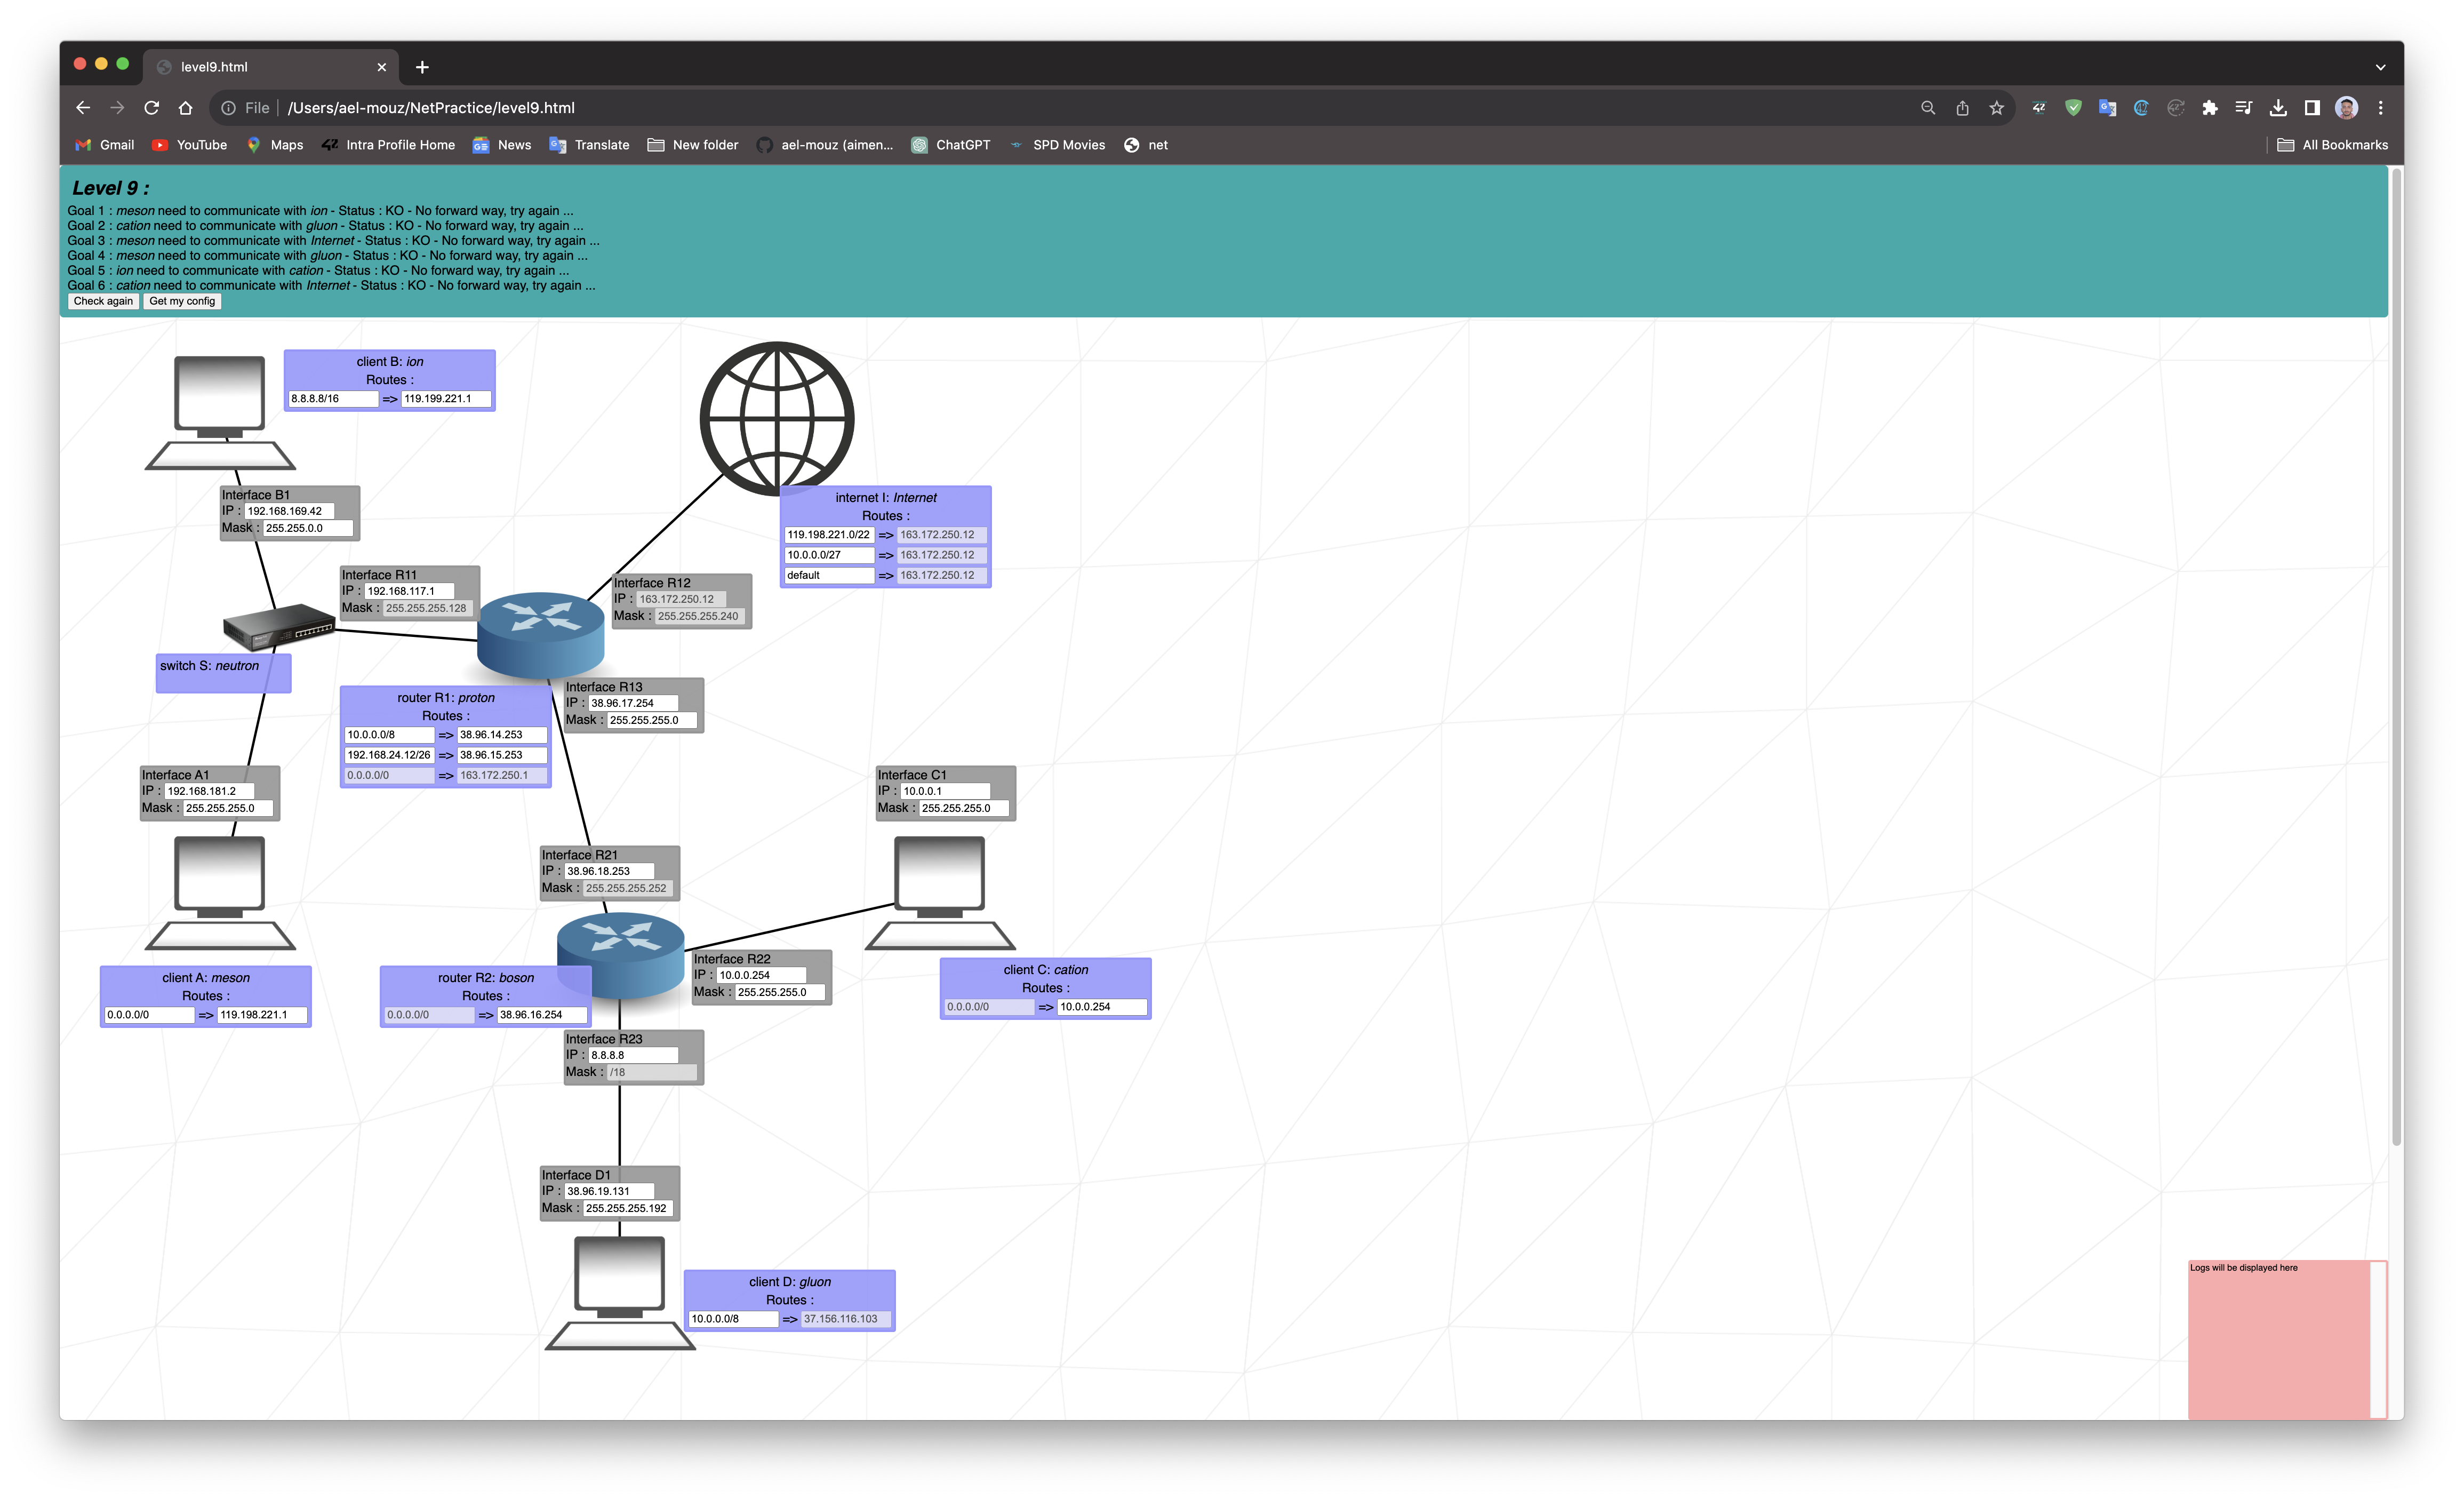 level9.html
File
/Users/ael-mouz/NetPractice/level9.html
Gmail YouTube Maps Intra Profile Home News Translate New folder ael-mouz (aimen... ChatGPT SPD Movies net All Bookmarks
Level 9 :
Goal 1 : meson need to communicate with ion - Status : KO - No forward way, try again ...
Goal 2 : cation need to communicate with gluon - Status : KO - No forward way, try again ...
Goal 3 : meson need to communicate with Internet - Status : KO - No forward way, try again ...
Goal 4 : meson need to communicate with gluon - Status : KO - No forward way, try again ...
Goal 5 : ion need to communicate with cation - Status : KO - No forward way, try again ...
Goal 6 : cation need to communicate with Internet - Status : KO - No forward way, try again ...
Check again Get my config
client B: ion
Routes :
8.8.8.8/16 => 119.199.221.1
Interface B1
IP : 192.168.169.42
Mask : 255.255.0.0
internet I: Internet
Routes :
119.198.221.0/22 => 163.172.250.12
10.0.0.0/27 => 163.172.250.12
default => 163.172.250.12
Interface R11
IP : 192.168.117.1
Mask : 255.255.255.128
Interface R12
IP : 163.172.250.12
Mask : 255.255.255.240
switch S: neutron
Interface R13
IP : 38.96.17.254
Mask : 255.255.255.0
router R1: proton
Routes :
10.0.0.0/8 => 38.96.14.253
192.168.24.12/26 => 38.96.15.253
0.0.0.0/0 => 163.172.250.1
Interface A1
IP : 192.168.181.2
Mask : 255.255.255.0
Interface C1
IP : 10.0.0.1
Mask : 255.255.255.0
Interface R21
IP : 38.96.18.253
Mask : 255.255.255.252
Interface R22
IP : 10.0.0.254
Mask : 255.255.255.0
client A: meson
Routes :
0.0.0.0/0 => 119.198.221.1
router R2: boson
Routes :
0.0.0.0/0 => 38.96.16.254
client C: cation
Routes :
0.0.0.0/0 => 10.0.0.254
Interface R23
IP : 8.8.8.8
Mask : /18
Interface D1
IP : 38.96.19.131
Mask : 255.255.255.192
client D: gluon
Routes :
10.0.0.0/8 => 37.156.116.103
Logs will be displayed here